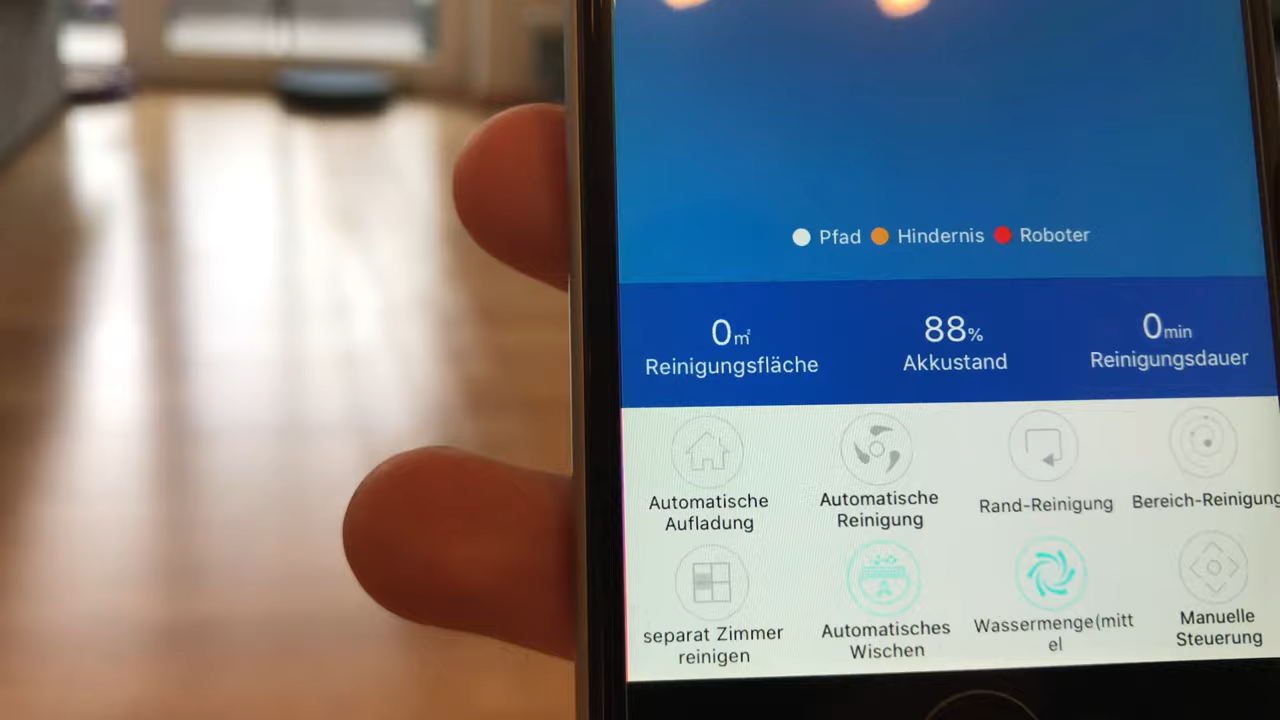 Pfad Hindernis Roboter
0m² 88% 0min
Reinigungsfläche Akkustand Reinigungsdauer
Automatische Aufladung
Automatische Reinigung
Rand-Reinigung
Bereich-Reinigung
separat Zimmer
reinigen
Automatisches
Wischen
Wassermenge(mitt
el
Manuelle
Steuerung